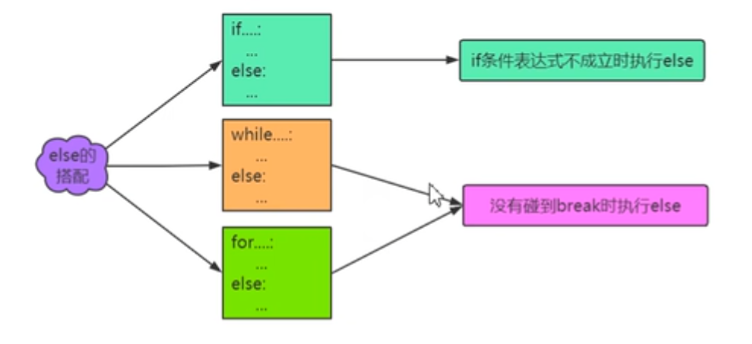 else的
搭配
if....:
...
else:
...
if条件表达式不成立时执行else
while....:
...
else:
...
没有碰到break时执行else
for....:
...
else:
...